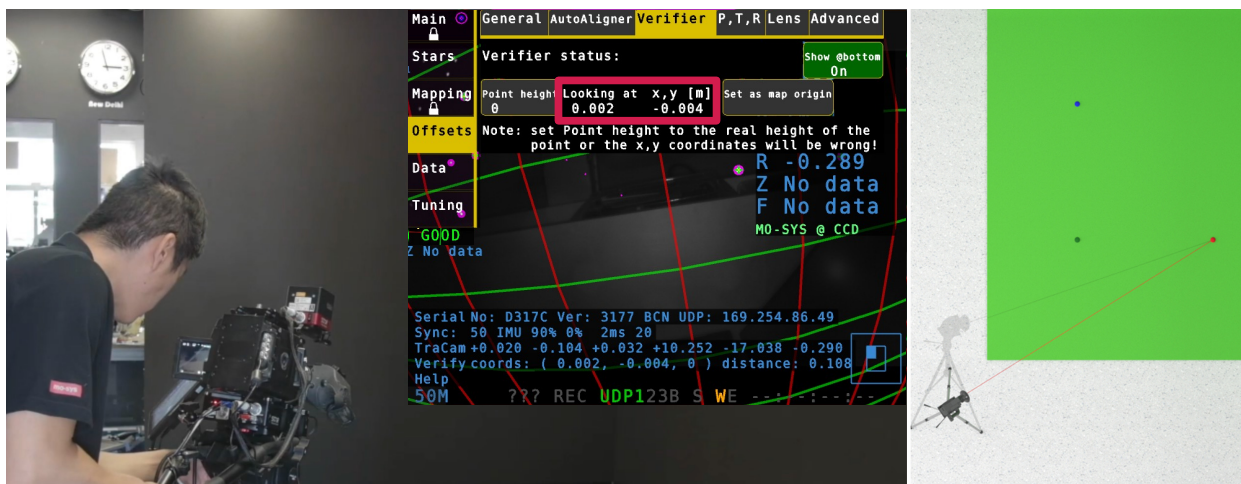 New Delhi
mo-sys
Main
Stars
Mapping
Offsets
Data
Tuning
General AutoAligner Verifier P,T,R Lens Advanced
Verifier status:
Show @bottom
On
Point height
0
Looking at x,y [m]
0.002 -0.004
Set as map origin
Note: set Point height to the real height of the
point or the x,y coordinates will be wrong!
R -0.289
Z No data
F No data
MO-SYS @ CCD
GOOD
Z No data
Serial No: D317C Ver: 3177 BCN UDP: 169.254.86.49
Sync: 50 IMU 90% 0% 2ms 20
TraCam +0.020 -0.104 +0.032 +10.252 -17.038 -0.290
Verify coords: ( 0.002, -0.004, 0 ) distance: 0.108
Help
50M ??? REC UDP123B S WE --:--:--:--